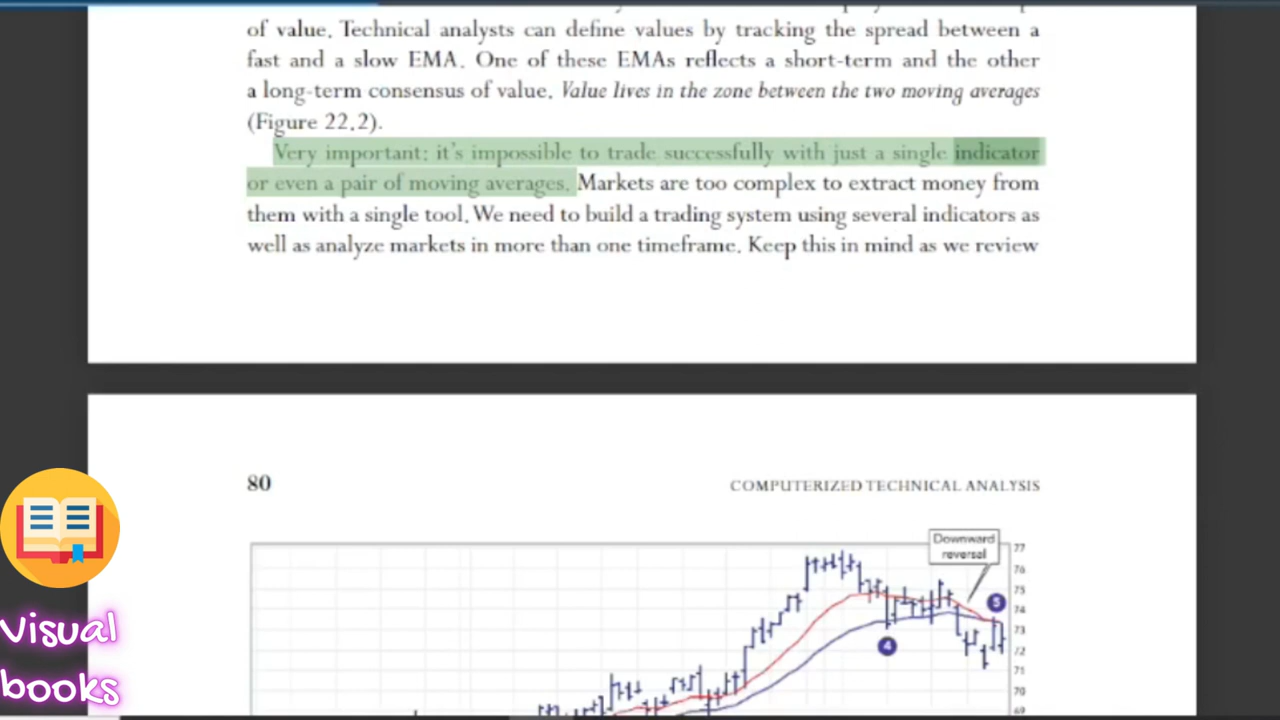 of value. Technical analysts can define values by tracking the spread between a
fast and a slow EMA. One of these EMAs reflects a short-term and the other
a long-term consensus of value. Value lives in the zone between the two moving averages
(Figure 22.2).
Very important: it's impossible to trade successfully with just a single indicator
or even a pair of moving averages. Markets are too complex to extract money from
them with a single tool. We need to build a trading system using several indicators as
well as analyze markets in more than one timeframe. Keep this in mind as we review
80
COMPUTERIZED TECHNICAL ANALYSIS
Downward
reversal
77
76
75
74
73
72
71
70
69
5
4
Visual
books